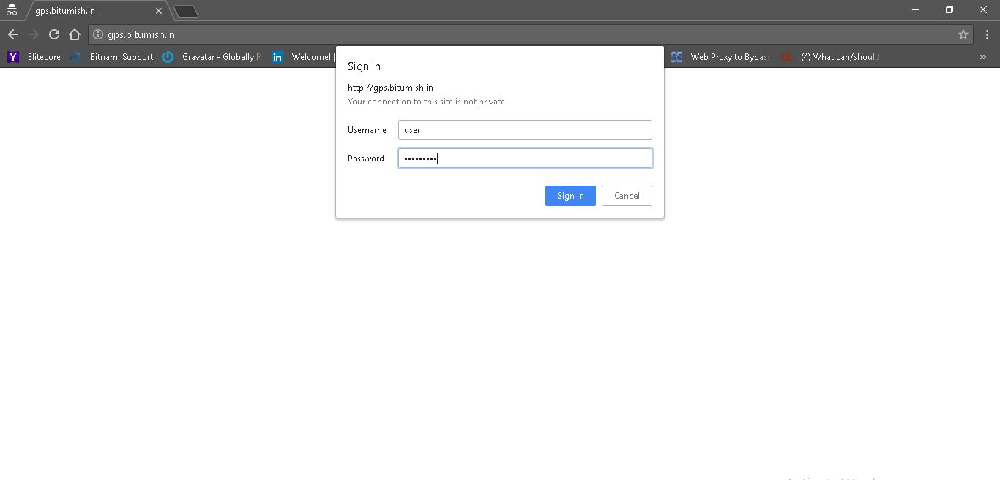 gps.bitumish.in
gps.bitumish.in
Elitecore Bitnami Support Gravatar - Globally R Welcome! | Web Proxy to Bypass (4) What can/should »
Sign in
http://gps.bitumish.in
Your connection to this site is not private
Username user
Password •••••••••
Sign in Cancel